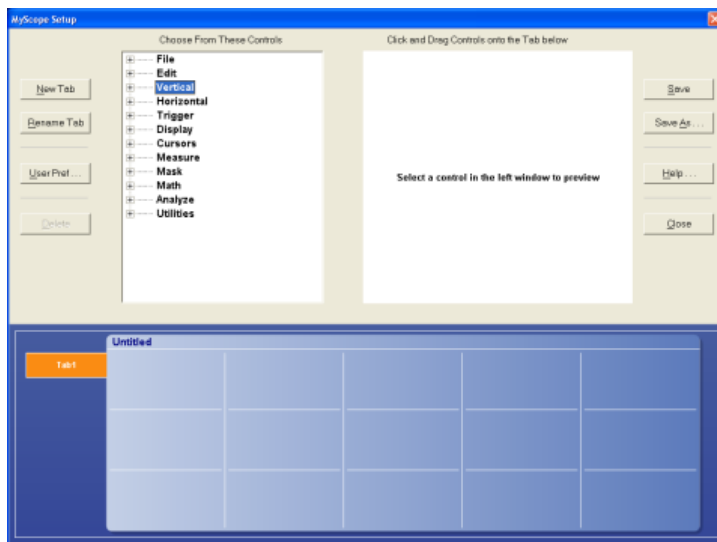 MyScope Setup
Choose From These Controls
Click and Drag Controls onto the Tab below
New Tab
Rename Tab
User Pref ...
Delete
File
Edit
Vertical
Horizontal
Trigger
Display
Cursors
Measure
Mask
Math
Analyze
Utilities
Select a control in the left window to preview
Save
Save As ...
Help ...
Close
Untitled
Tab1